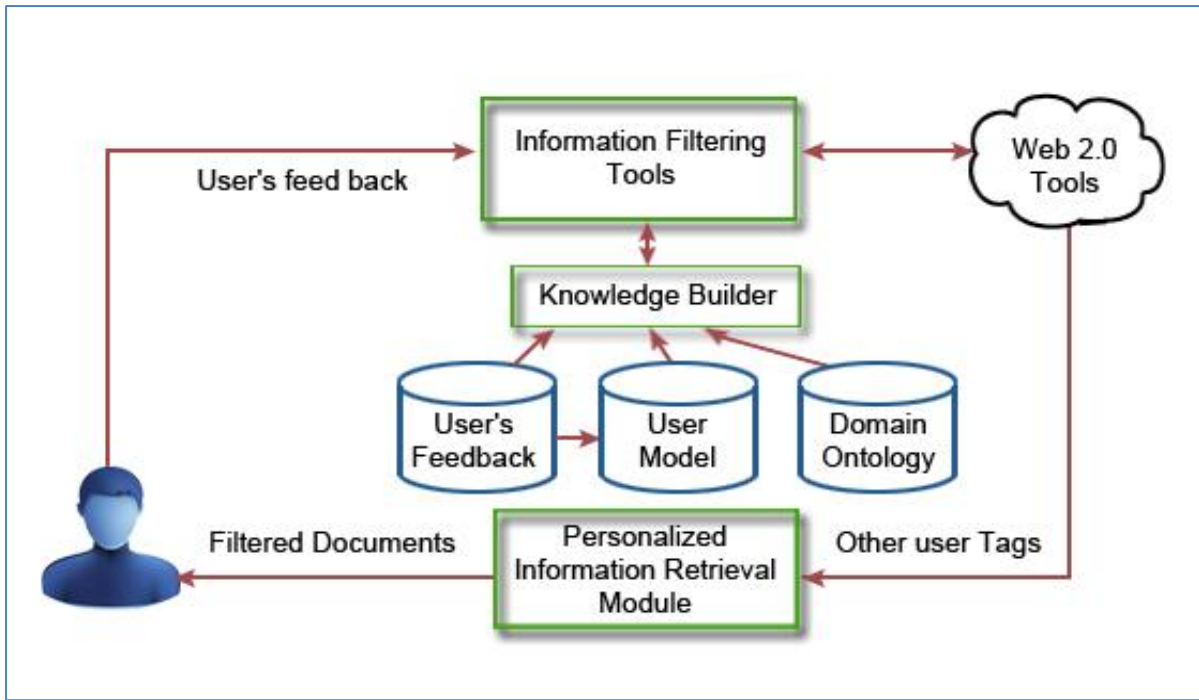 Information Filtering
Tools
Web 2.0
Tools
User's feed back
Knowledge Builder
User's
Feedback
User
Model
Domain
Ontology
Filtered Documents
Personalized
Information Retrieval
Module
Other user Tags